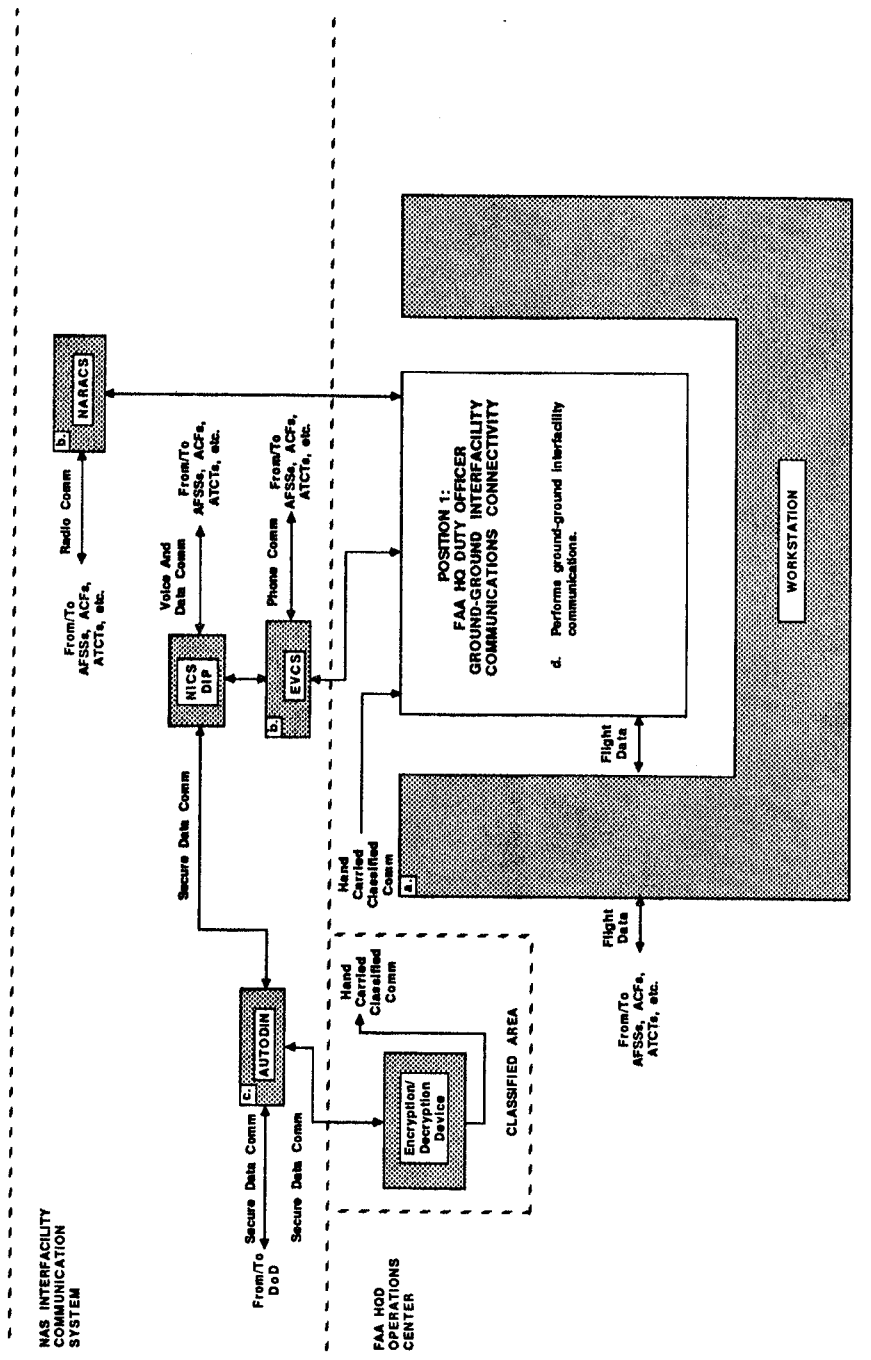 NAS INTERFACILITY
COMMUNICATION
SYSTEM
b.
NARACS
Radio Comm
From/To
AFSSs, ACFs,
ATCTs, etc.
NICS
DIP
Voice And
Data Comm
From/To
AFSSs, ACFs,
ATCTs, etc.
Secure Data Comm
b.
EVCS
Phone Comm
From/To
AFSSs, ACFs,
ATCTs, etc.
c.
AUTODIN
Secure Data Comm
From/To
DoD
Secure Data Comm
FAA HQD
OPERATIONS
CENTER
Encryption/
Decryption
Device
Hand
Carried
Classified
Comm
CLASSIFIED AREA
Hand
Carried
Classified
Comm
a.
POSITION 1:
FAA HQ DUTY OFFICER
GROUND-GROUND INTERFACILITY
COMMUNICATIONS CONNECTIVITY
d. Performs ground-ground interfacility
communications.
Flight
Data
Flight
Data
From/To
AFSSs, ACFs,
ATCTs, etc.
WORKSTATION